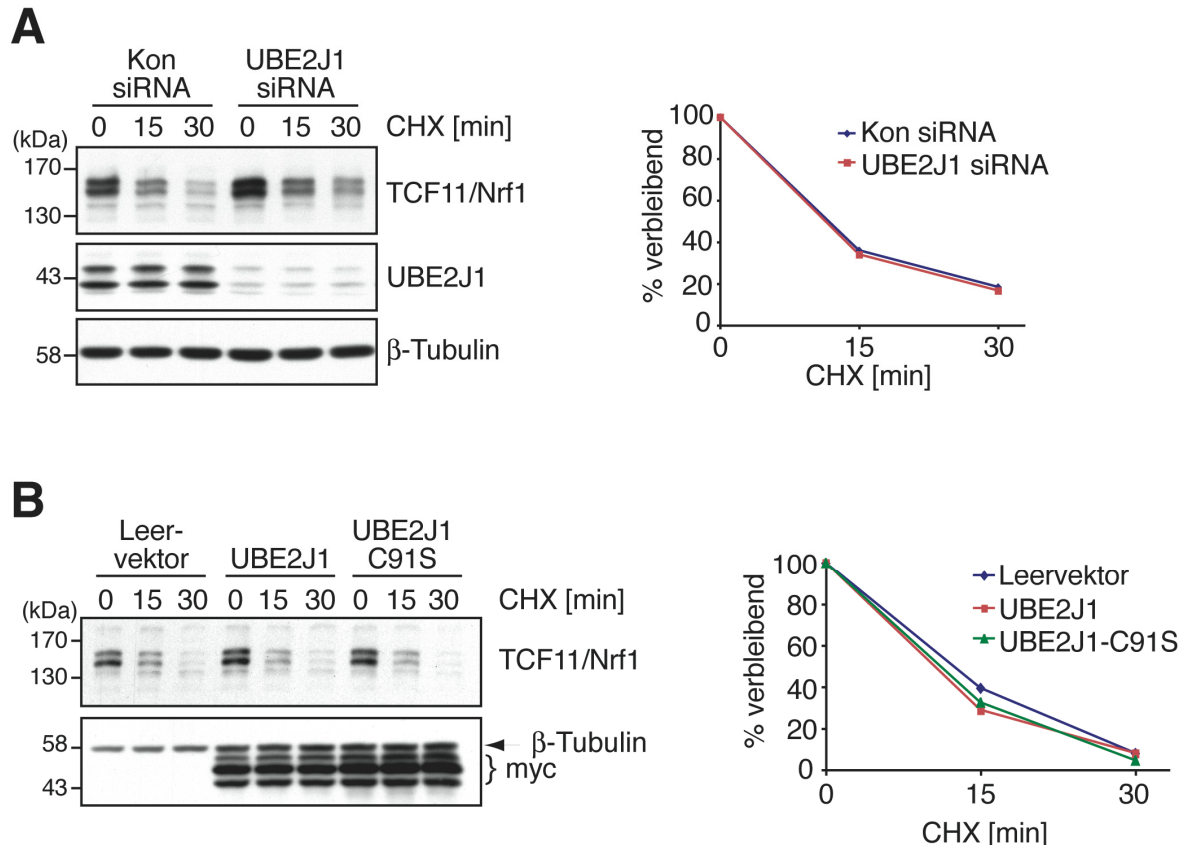 A
Kon
siRNA
UBE2J1
siRNA
(kDa)
0 15 30 0 15 30 CHX [min]
170
130
TCF11/Nrf1
43
UBE2J1
58
β-Tubulin
100
80
60
40
20
0
% verbleibend
Kon siRNA
UBE2J1 siRNA
0 15 30
CHX [min]
B
Leer-
vektor
UBE2J1
UBE2J1
C91S
(kDa)
0 15 30 0 15 30 0 15 30 CHX [min]
170
130
TCF11/Nrf1
58
β-Tubulin
} myc
43
100
80
60
40
20
0
% verbleibend
Leervektor
UBE2J1
UBE2J1-C91S
0 15 30
CHX [min]